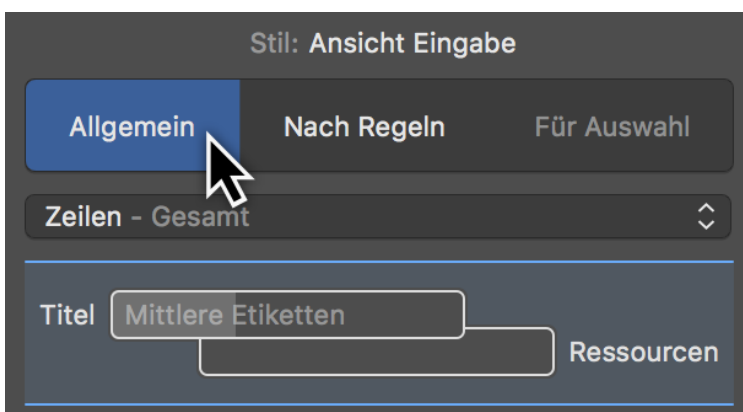 Stil: Ansicht Eingabe
Allgemein Nach Regeln Für Auswahl
Zeilen - Gesamt
Titel Mittlere Etiketten
Ressourcen